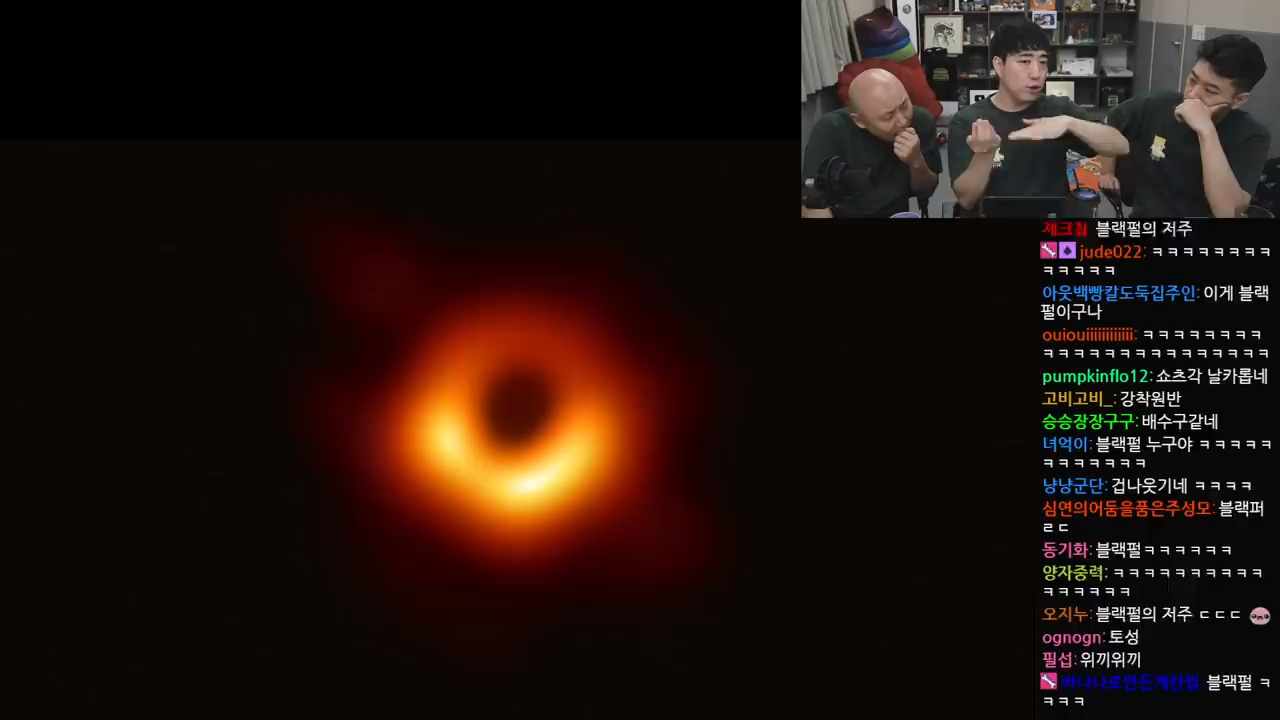 제크칩 블랙펄의 저주
jude022: ㅋㅋㅋㅋㅋㅋㅋㅋ
ㅋㅋㅋㅋㅋ
아웃백빵칼도둑집주인: 이게 블랙
펄이구나
ouiouiiiiiiiiiiiii: ㅋㅋㅋㅋㅋㅋㅋㅋ
ㅋㅋㅋㅋㅋㅋㅋㅋㅋㅋㅋㅋㅋㅋㅋ
pumpkinflo12: 쇼츠각 날카롭네
고비고비_: 강착원반
승승장장구구: 배수구같네
녀억이: 블랙펄 누구야 ㅋㅋㅋㅋㅋ
ㅋㅋㅋㅋㅋㅋㅋ
냥냥군단: 겁나웃기네 ㅋㅋㅋㅋ
심연의어둠을품은주성모: 블랙퍼
ㄹㄷ
동기화: 블랙펄ㅋㅋㅋㅋㅋㅋ
양자중력: ㅋㅋㅋㅋㅋㅋㅋㅋㅋㅋ
ㅋㅋㅋㅋㅋㅋ
오지누: 블랙펄의 저주 ㄷㄷㄷ
ognogn: 토성
필섭: 위끼위끼
바나나로만든계란찜: 블랙펄 ㅋ
ㅋㅋㅋ